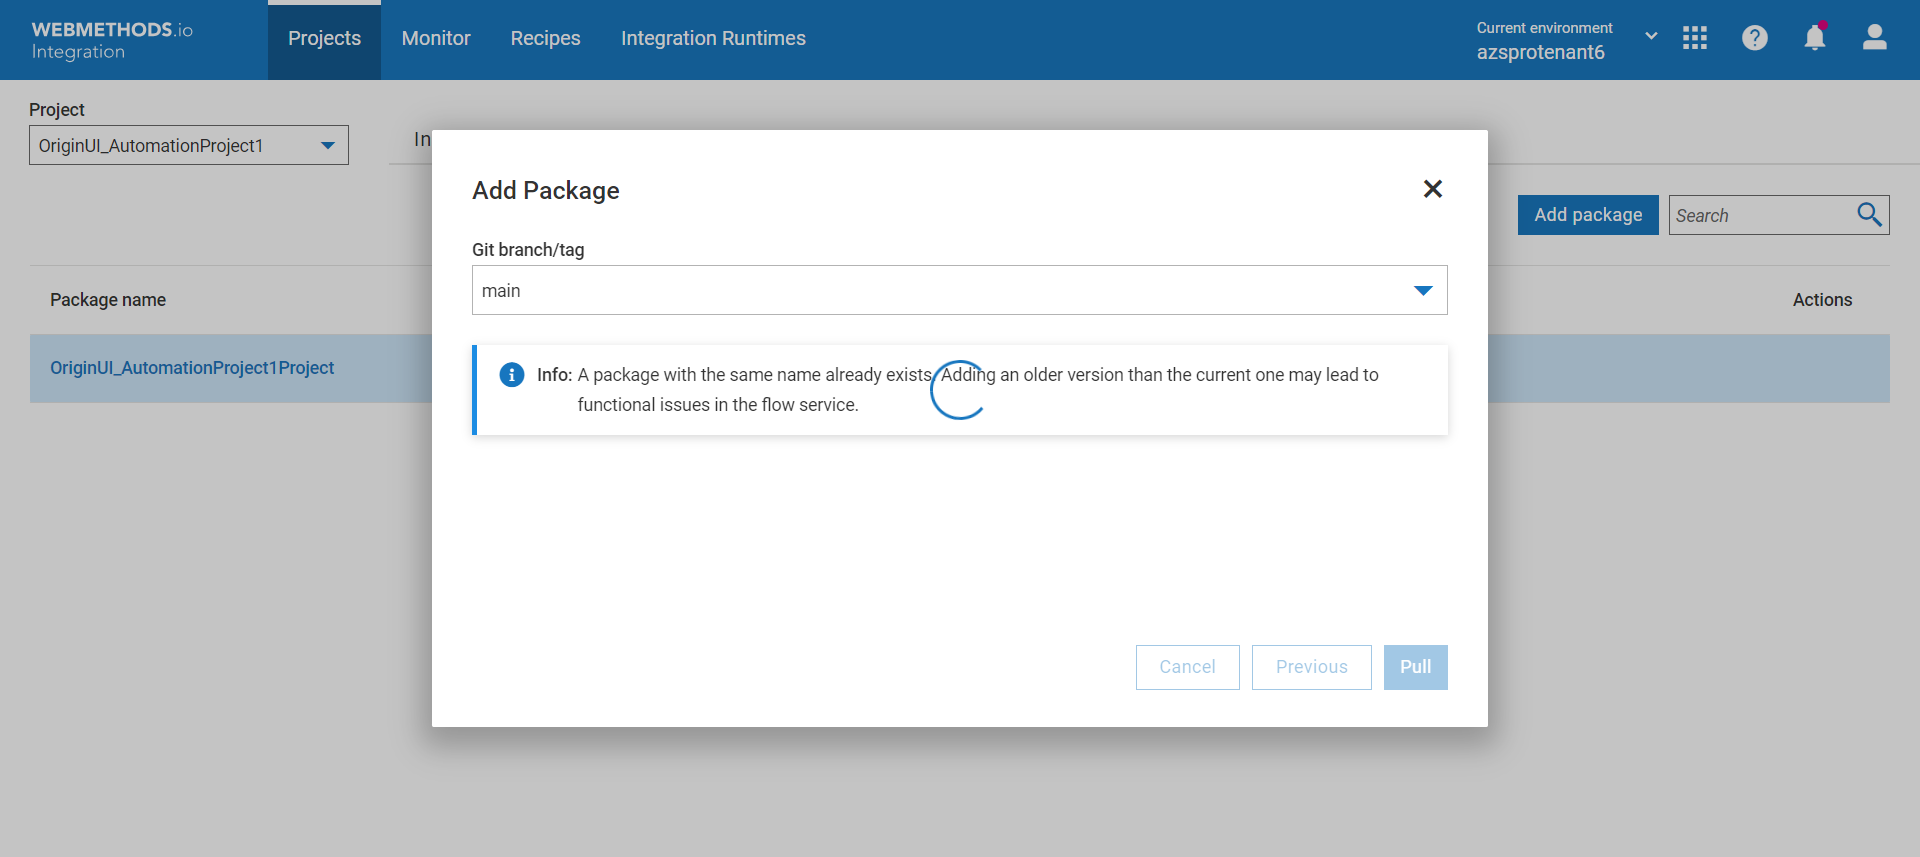 WEBMETHODS.io
Integration
Projects
Monitor
Recipes
Integration Runtimes
Current environment
azsprotenant6
Project
OriginUI_AutomationProject1
In
Add package
Search
Package name
Actions
OriginUI_AutomationProject1Project
Add Package
Git branch/tag
main
Info: A package with the same name already exists. Adding an older version than the current one may lead to
functional issues in the flow service.
Cancel
Previous
Pull